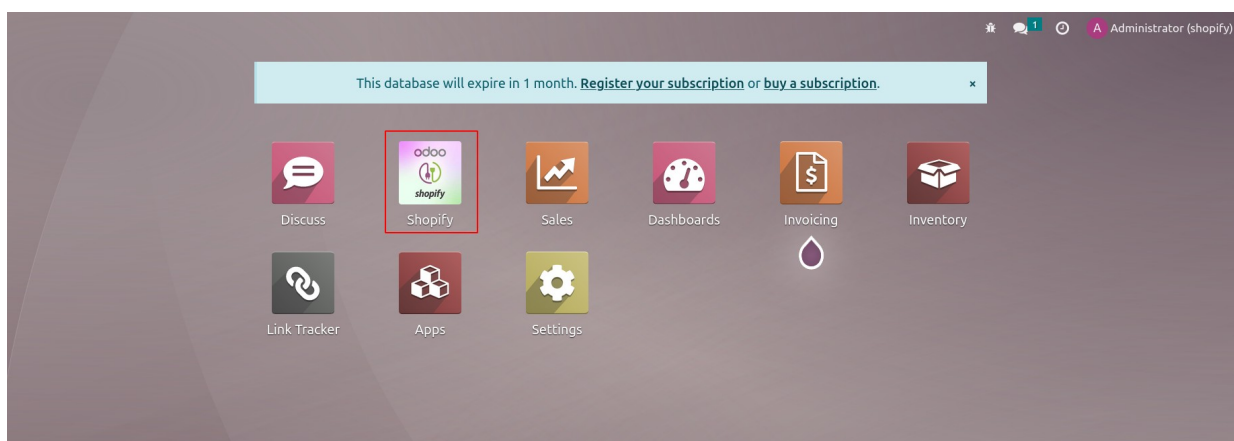 1
A Administrator (shopify)
This database will expire in 1 month. Register your subscription or buy a subscription. ×
odoo
shopify
$
Discuss Shopify Sales Dashboards Invoicing Inventory
Link Tracker Apps Settings